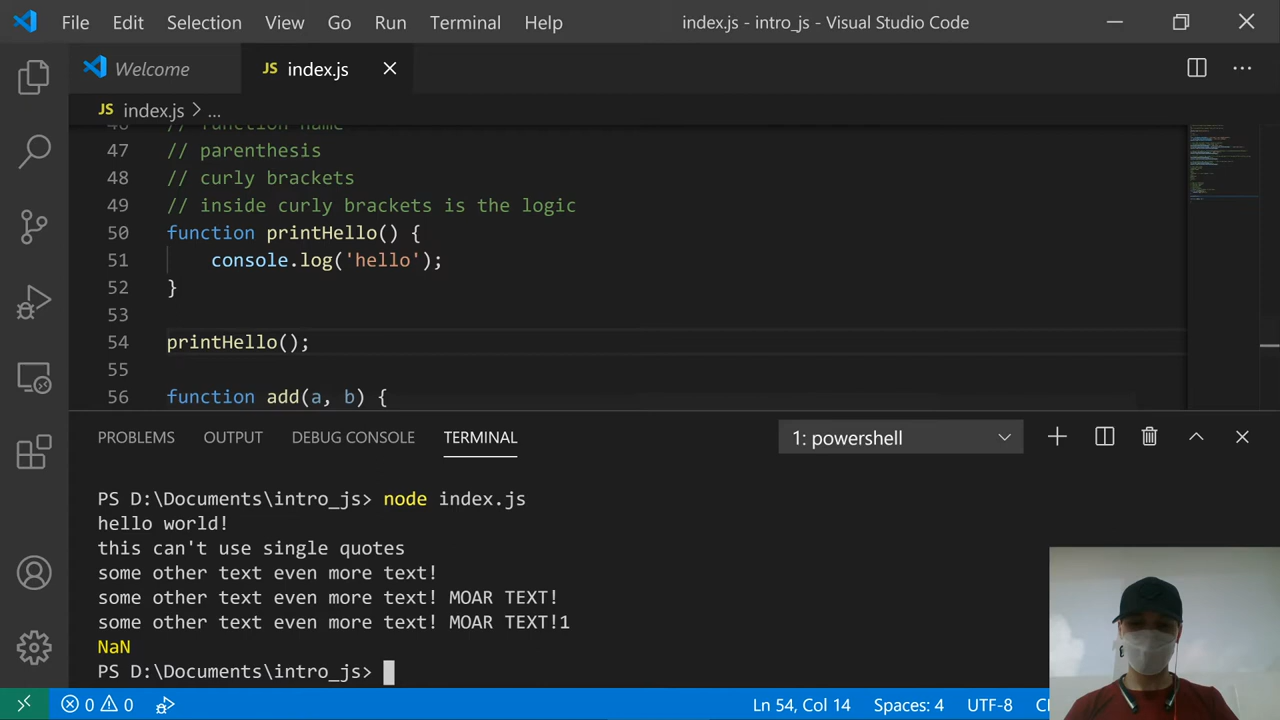 File Edit Selection View Go Run Terminal Help index.js - intro_js - Visual Studio Code
Welcome JS index.js
JS index.js > ...
46 // function name
47 // parenthesis
48 // curly brackets
49 // inside curly brackets is the logic
50 function printHello() {
51 console.log('hello');
52 }
53
54 printHello();
55
56 function add(a, b) {
PROBLEMS OUTPUT DEBUG CONSOLE TERMINAL 1: powershell
PS D:\Documents\intro_js> node index.js
hello world!
this can't use single quotes
some other text even more text!
some other text even more text! MOAR TEXT!
some other text even more text! MOAR TEXT!1
NaN
PS D:\Documents\intro_js>
0 0 Ln 54, Col 14 Spaces: 4 UTF-8